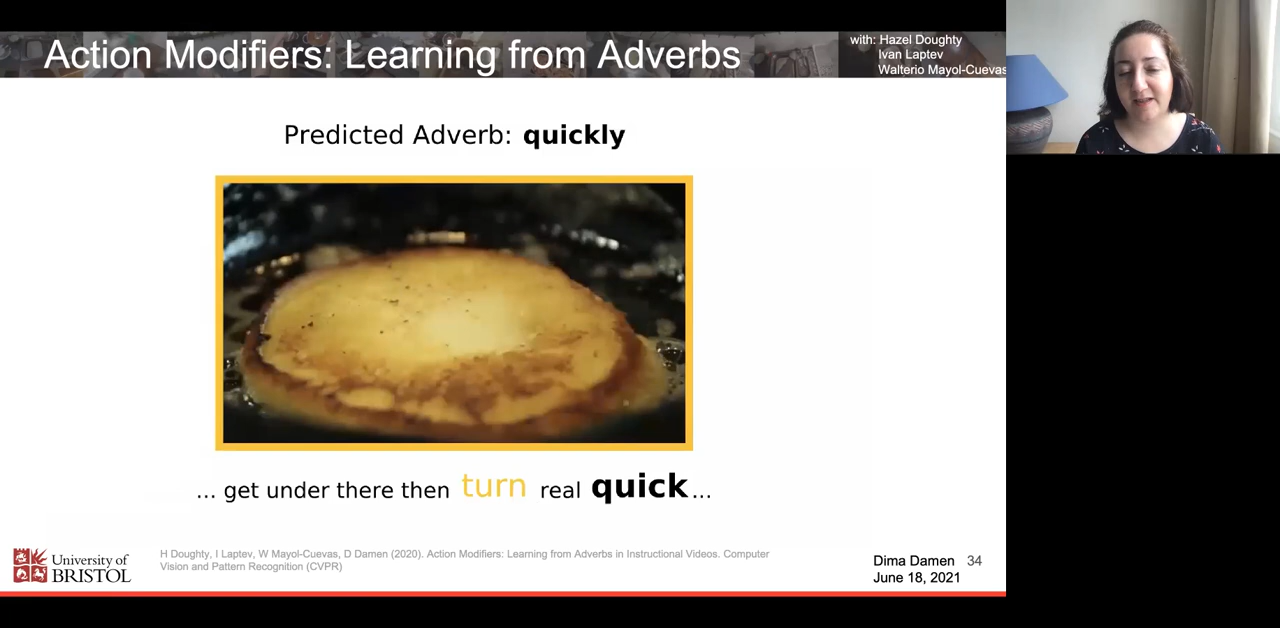 Action Modifiers: Learning from Adverbs
with: Hazel Doughty
Ivan Laptev
Walterio Mayol-Cuevas
Predicted Adverb: quickly
... get under there then turn real quick...
University of
BRISTOL
H Doughty, I Laptev, W Mayol-Cuevas, D Damen (2020). Action Modifiers: Learning from Adverbs in Instructional Videos. Computer
Vision and Pattern Recognition (CVPR)
Dima Damen 34
June 18, 2021